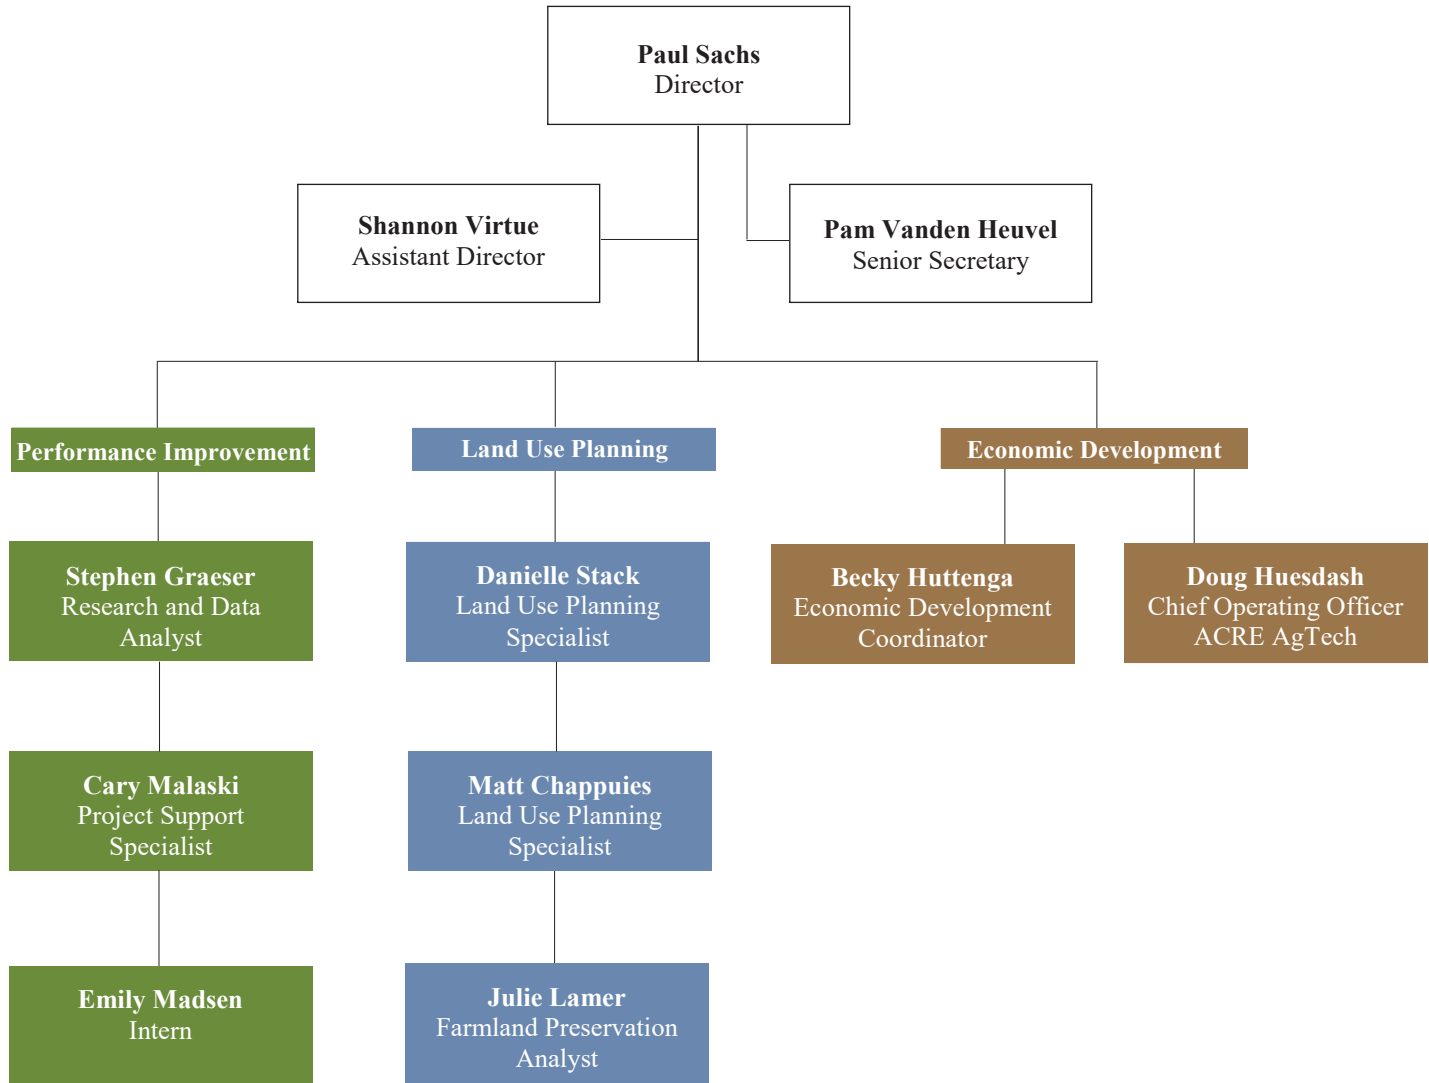 Paul Sachs
Director
Shannon Virtue
Assistant Director
Pam Vanden Heuvel
Senior Secretary
Performance Improvement
Land Use Planning
Economic Development
Stephen Graeser
Research and Data
Analyst
Danielle Stack
Land Use Planning
Specialist
Becky Huttenga
Economic Development
Coordinator
Doug Huesdash
Chief Operating Officer
ACRE AgTech
Cary Malaski
Project Support
Specialist
Matt Chappuies
Land Use Planning
Specialist
Emily Madsen
Intern
Julie Lamer
Farmland Preservation
Analyst